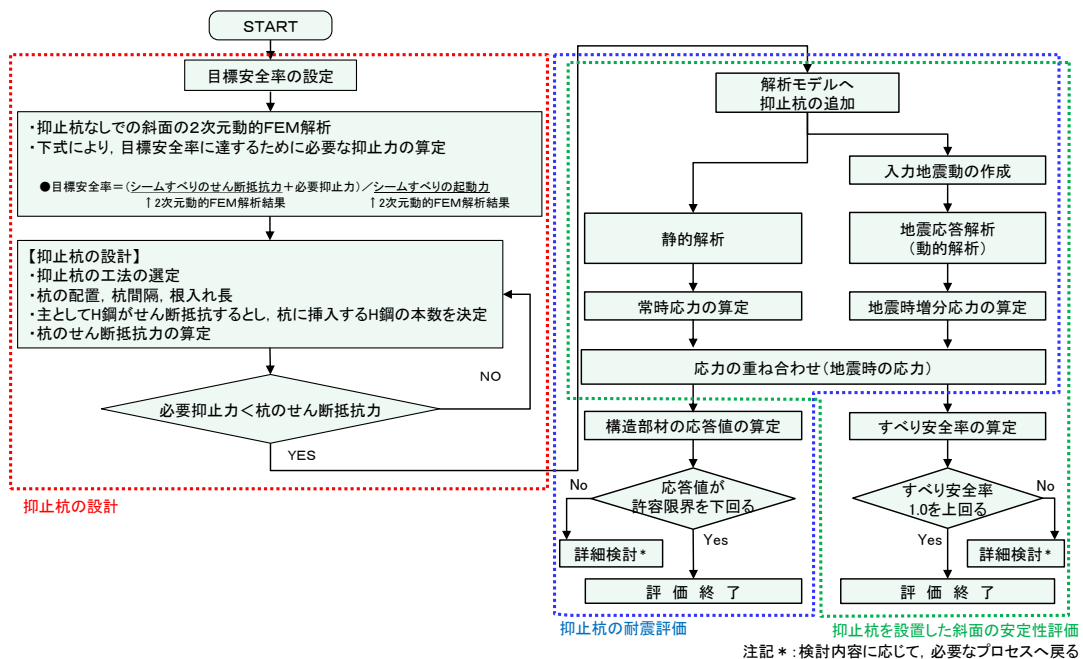 START
目標安全率の設定
・抑止杭なしでの斜面の2次元動的FEM解析
・下式により，目標安全率に達するために必要な抑止力の算定
●目標安全率＝(シームすべりのせん断抵抗力＋必要抑止力)／シームすべりの起動力
↑2次元動的FEM解析結果　↑2次元動的FEM解析結果
【抑止杭の設計】
・抑止杭の工法の選定
・杭の配置，杭間隔，根入れ長
・主としてH鋼がせん断抵抗するとし，杭に挿入するH鋼の本数を決定
・杭のせん断抵抗力の算定
必要抑止力＜杭のせん断抵抗力
NO
YES
抑止杭の設計
解析モデルへ
抑止杭の追加
静的解析
常時応力の算定
入力地震動の作成
地震応答解析
(動的解析)
地震時増分応力の算定
応力の重ね合わせ(地震時の応力)
構造部材の応答値の算定
応答値が
許容限界を下回る
No
Yes
詳細検討*
評 価 終 了
抑止杭の耐震評価
すべり安全率の算定
すべり安全率
1.0を上回る
No
Yes
詳細検討*
評 価 終 了
抑止杭を設置した斜面の安定性評価
注記＊：検討内容に応じて，必要なプロセスへ戻る